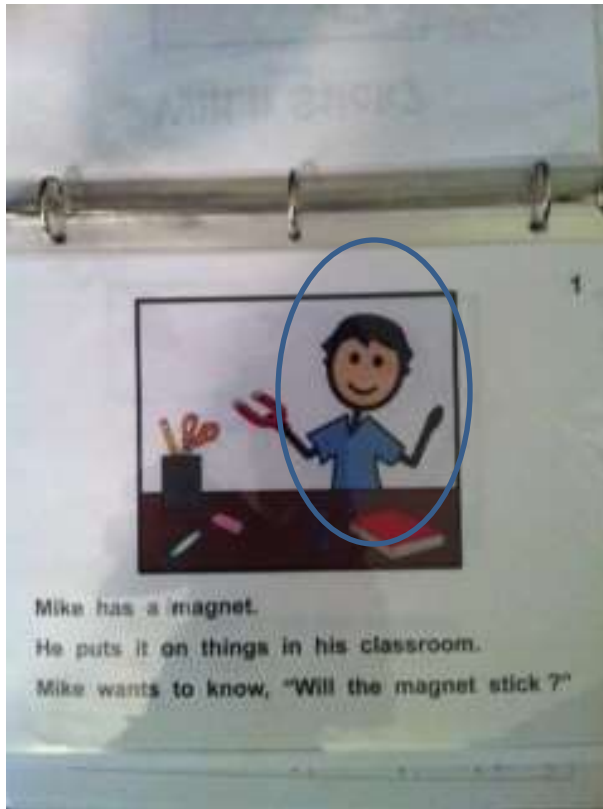 1
Mike has a magnet.
He puts it on things in his classroom.
Mike wants to know, "Will the magnet stick ?"